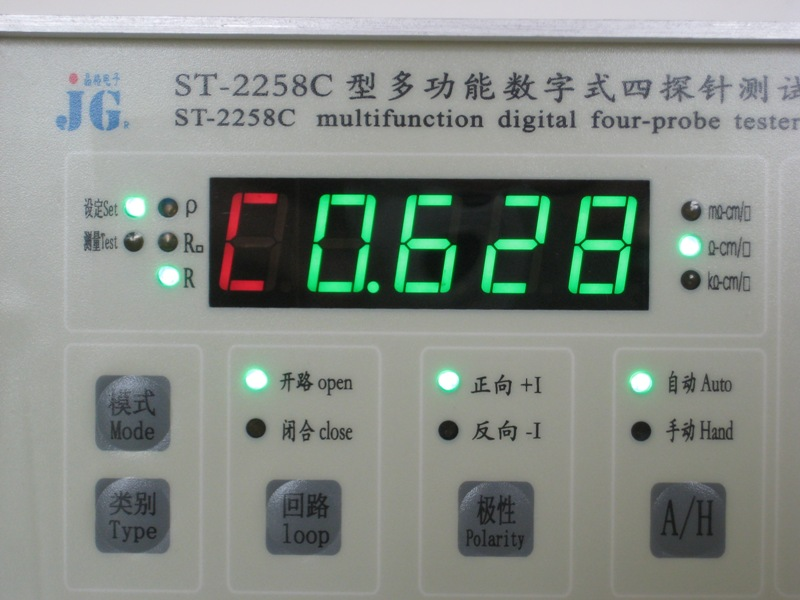 晶格电子
JG
ST-2258C 型多功能数字式四探针测试
ST-2258C multifunction digital four-probe tester
设定Set ρ
测量Test R□
R
C 0.628
mΩ-cm/□
Ω-cm/□
kΩ-cm/□
模式
Mode
类别
Type
开路 open
闭合 close
回路
loop
正向 +I
反向 -I
极性
Polarity
自动 Auto
手动 Hand
A/H